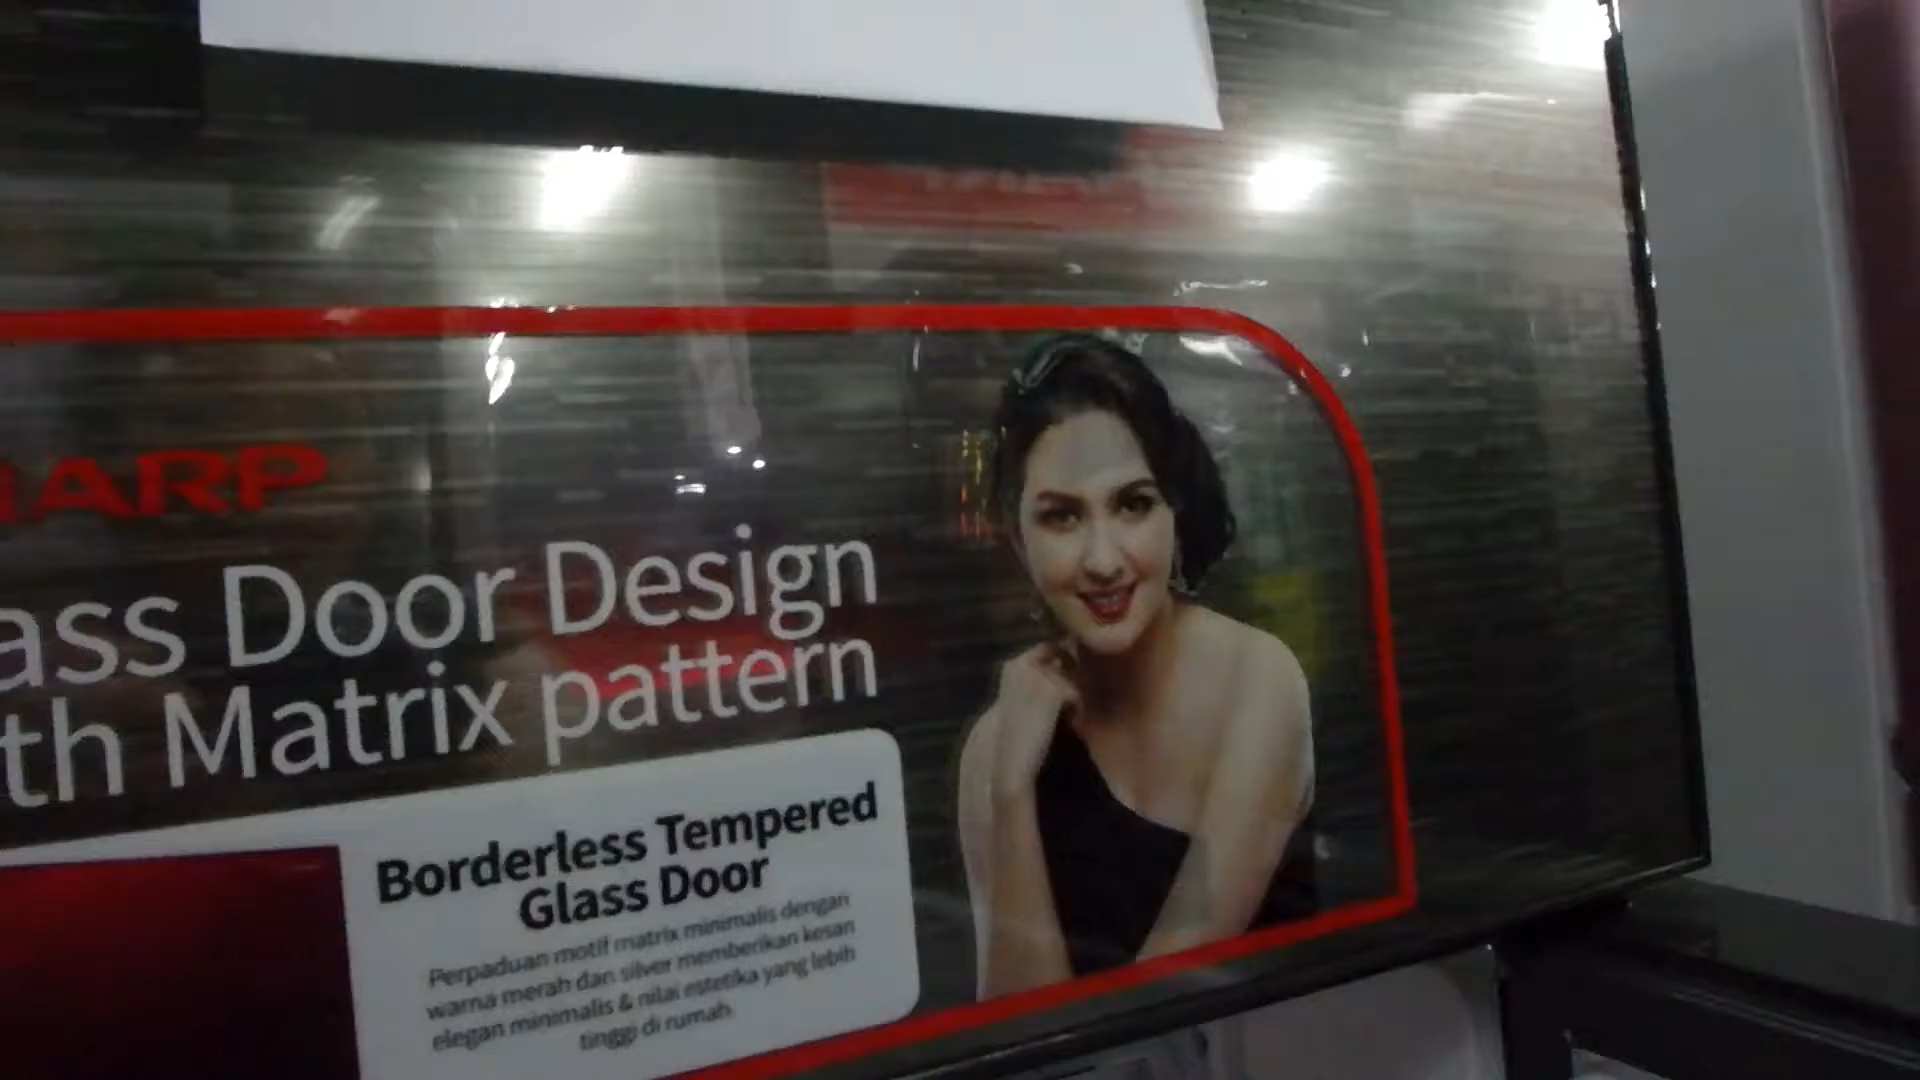 HARP
ass Door Design
th Matrix pattern
Borderless Tempered
Glass Door
Perpaduan motif matrix minimalis dengan
warna merah dan silver memberikan kesan
elegan minimalis & nilai estetika yang lebih
tinggi di rumah.